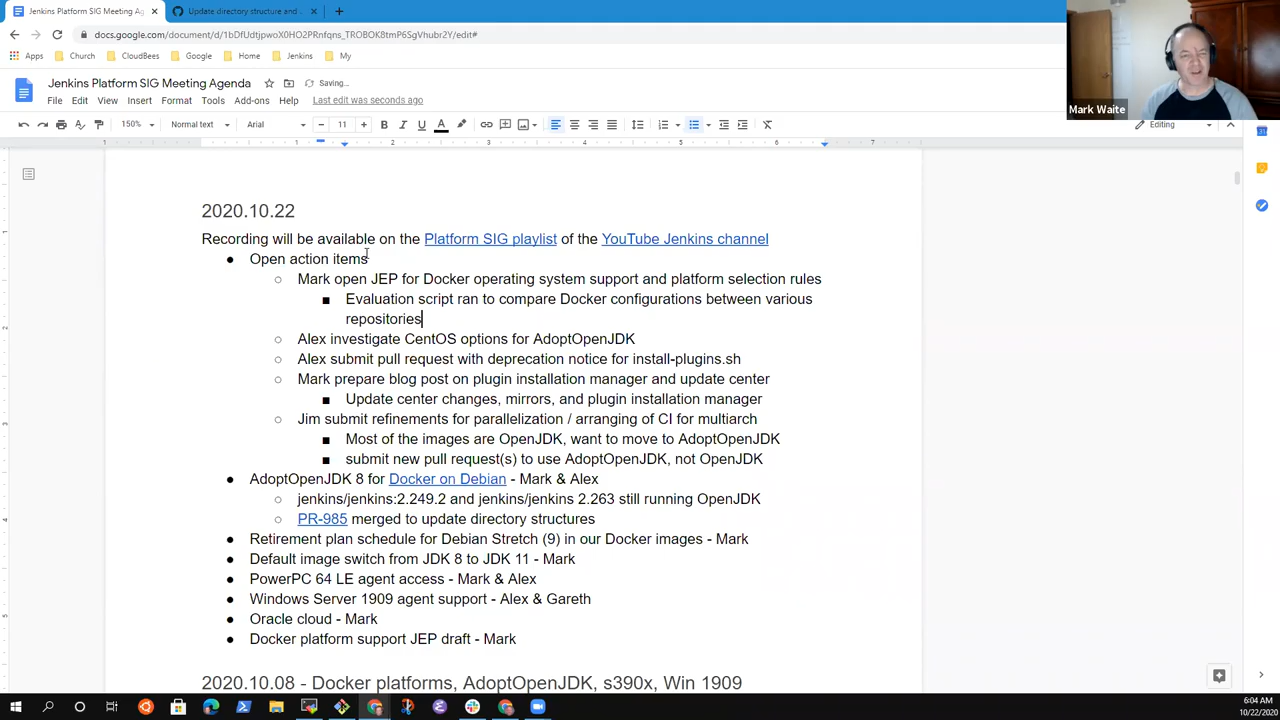 Jenkins Platform SIG Meeting Ag
Update directory structure and
docs.google.com/document/d/1bDfUdtjpwoX0HO2PRnfqns_TROBOK8tmP6SgVhubr2Y/edit#
Apps Church CloudBees Google Home Jenkins My
Jenkins Platform SIG Meeting Agenda Saving...
File Edit View Insert Format Tools Add-ons Help Last edit was seconds ago
Mark Waite
150% Normal text Arial 11 Editing
1 1 2 3 4 5 6 7
2020.10.22
Recording will be available on the Platform SIG playlist of the YouTube Jenkins channel
Open action items
Mark open JEP for Docker operating system support and platform selection rules
Evaluation script ran to compare Docker configurations between various
repositories
Alex investigate CentOS options for AdoptOpenJDK
Alex submit pull request with deprecation notice for install-plugins.sh
Mark prepare blog post on plugin installation manager and update center
Update center changes, mirrors, and plugin installation manager
Jim submit refinements for parallelization / arranging of CI for multiarch
Most of the images are OpenJDK, want to move to AdoptOpenJDK
submit new pull request(s) to use AdoptOpenJDK, not OpenJDK
AdoptOpenJDK 8 for Docker on Debian - Mark & Alex
jenkins/jenkins:2.249.2 and jenkins/jenkins 2.263 still running OpenJDK
PR-985 merged to update directory structures
Retirement plan schedule for Debian Stretch (9) in our Docker images - Mark
Default image switch from JDK 8 to JDK 11 - Mark
PowerPC 64 LE agent access - Mark & Alex
Windows Server 1909 agent support - Alex & Gareth
Oracle cloud - Mark
Docker platform support JEP draft - Mark
2020.10.08 - Docker platforms, AdoptOpenJDK, s390x, Win 1909
6:04 AM
10/22/2020